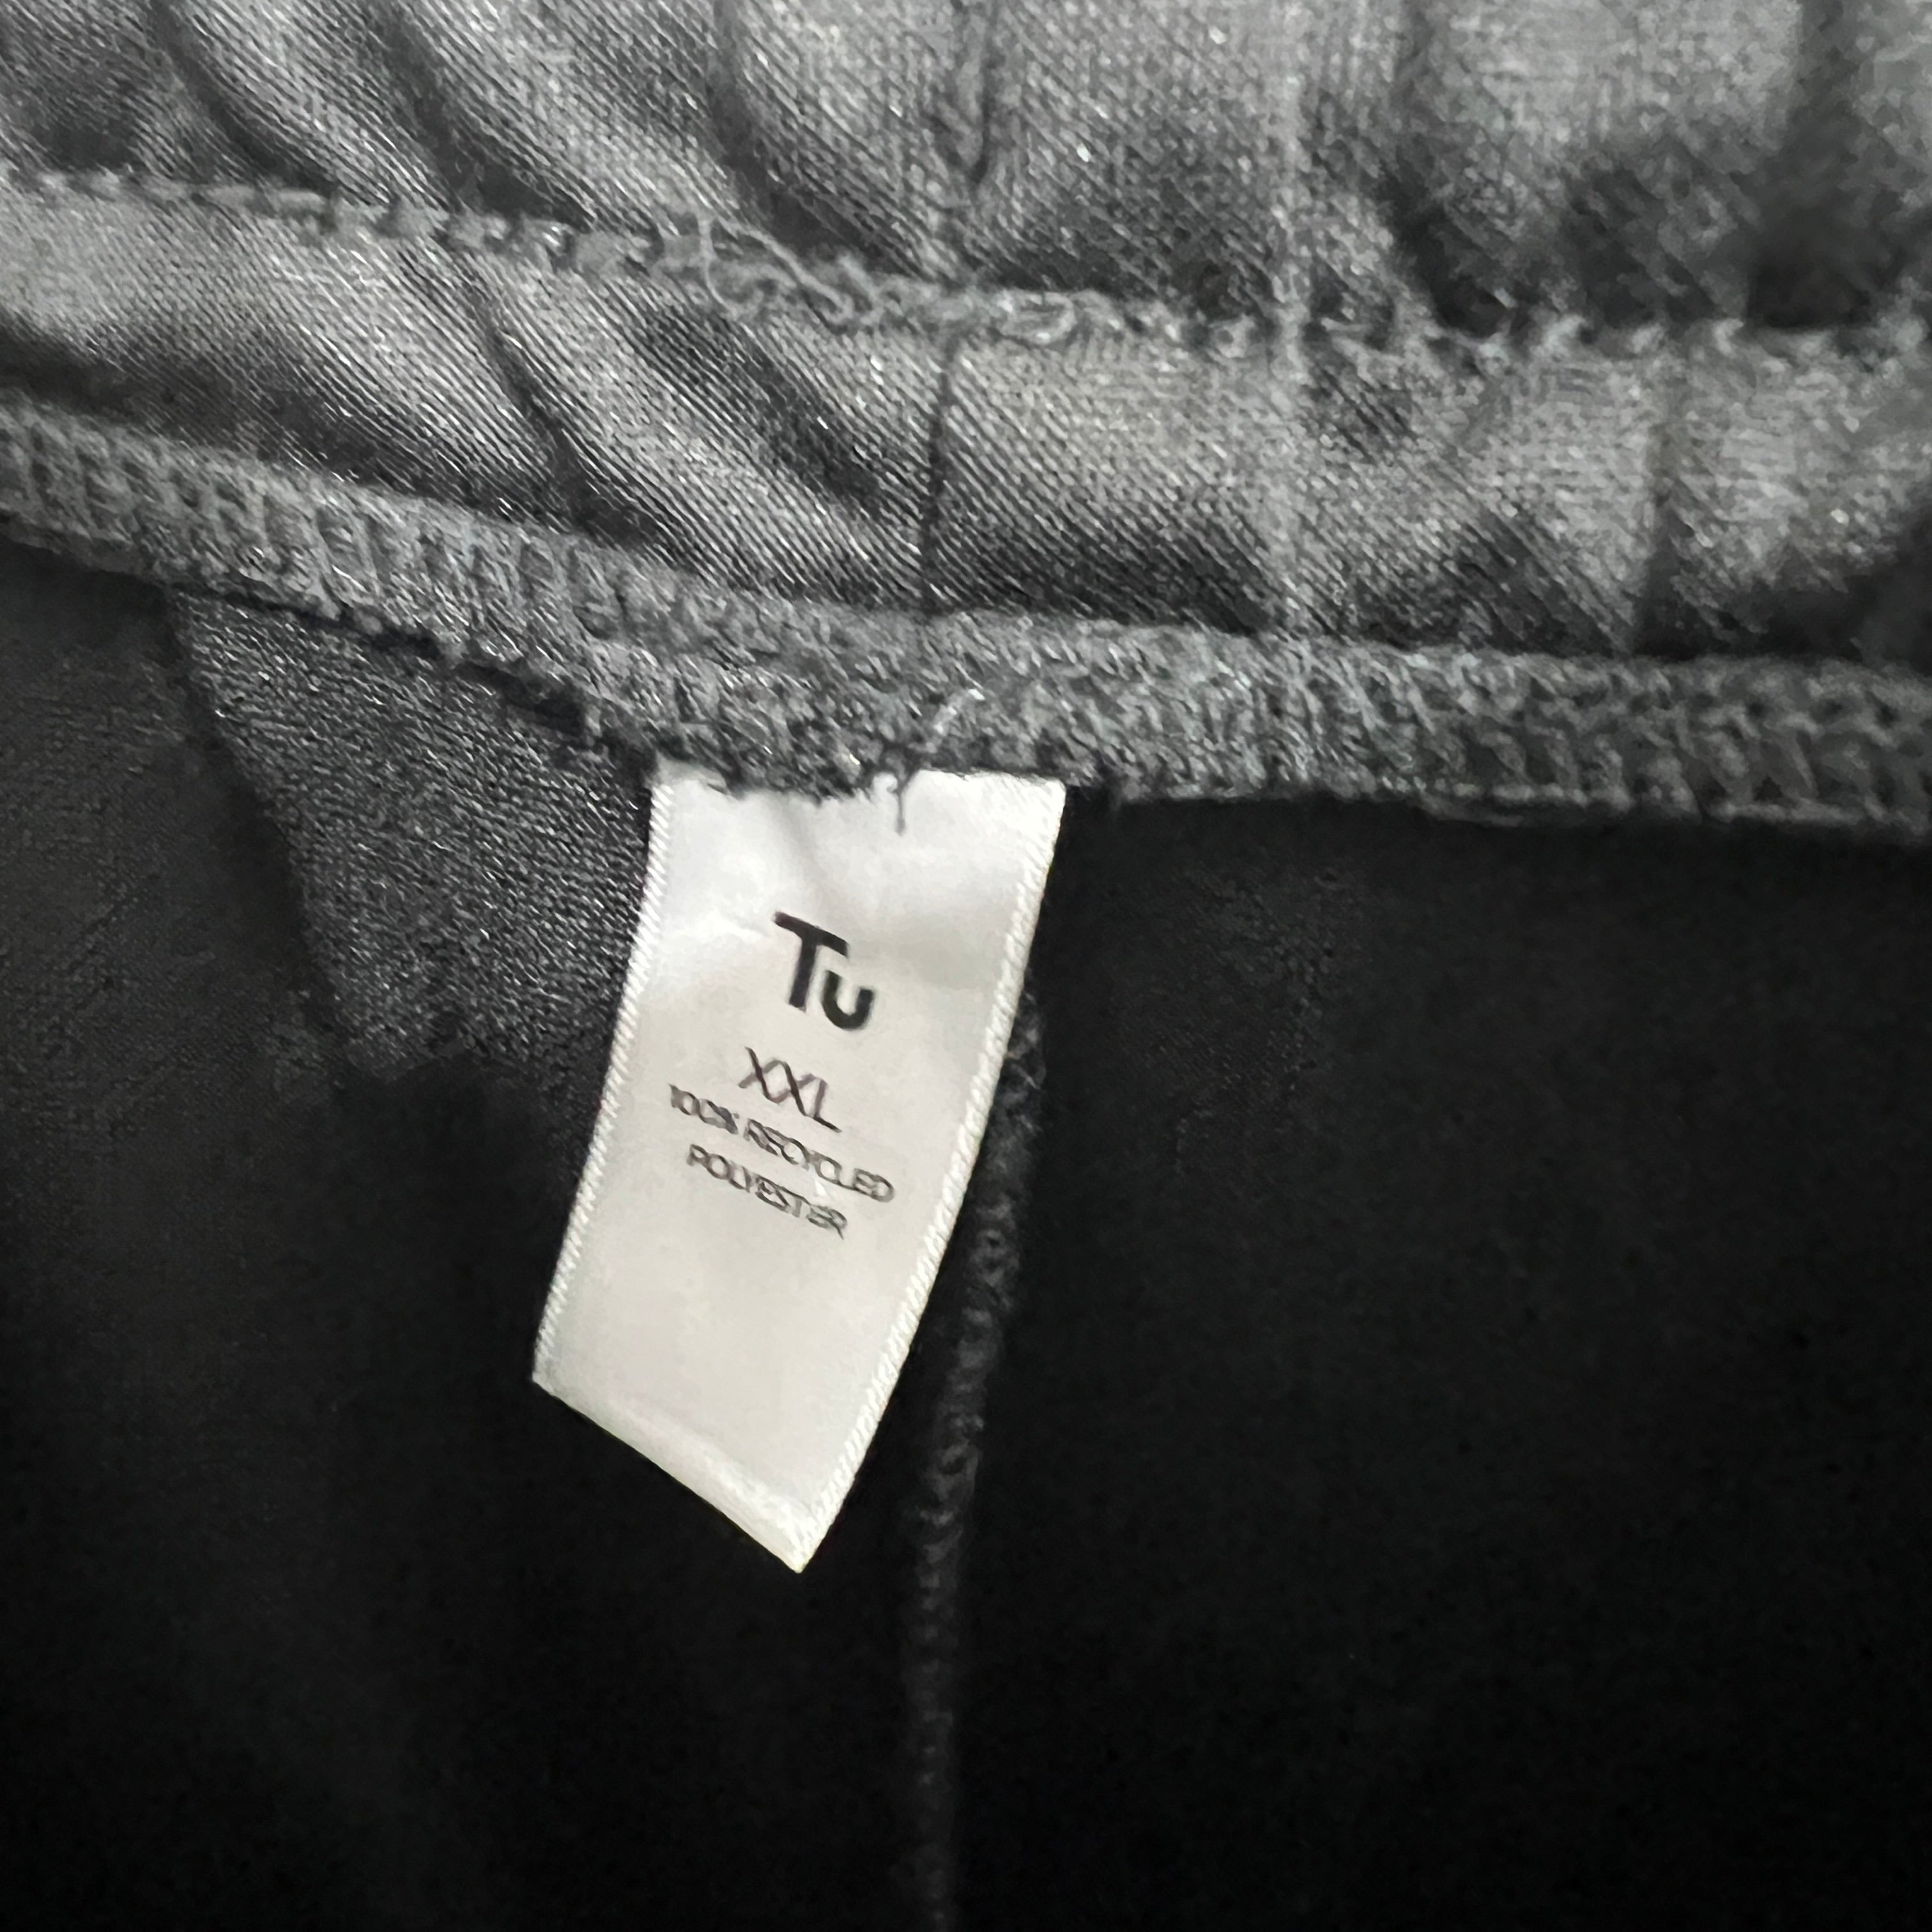 Tu
XXL
100% RECYCLED
POLYESTER